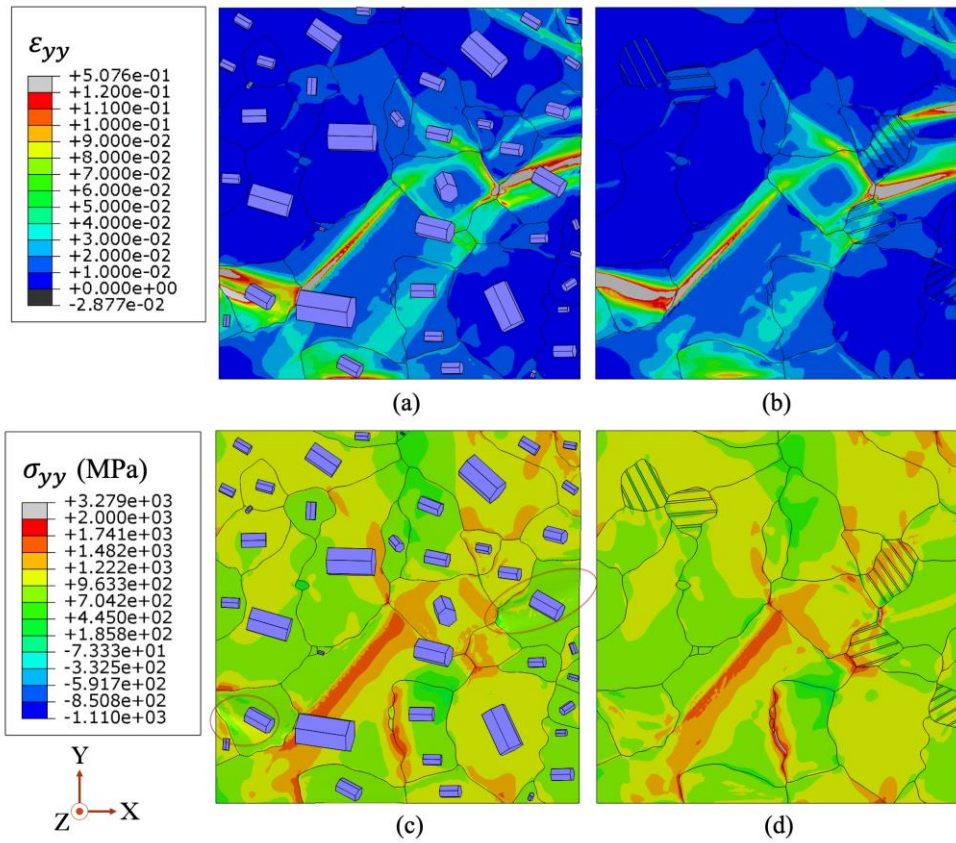 ε_yy
+5.076e-01
+1.200e-01
+1.100e-01
+1.000e-01
+9.000e-02
+8.000e-02
+7.000e-02
+6.000e-02
+5.000e-02
+4.000e-02
+3.000e-02
+2.000e-02
+1.000e-02
+0.000e+00
-2.877e-02
(a)
(b)
σ_yy (MPa)
+3.279e+03
+2.000e+03
+1.741e+03
+1.482e+03
+1.222e+03
+9.633e+02
+7.042e+02
+4.450e+02
+1.858e+02
-7.333e+01
-3.325e+02
-5.917e+02
-8.508e+02
-1.110e+03
Y
Z
X
(c)
(d)